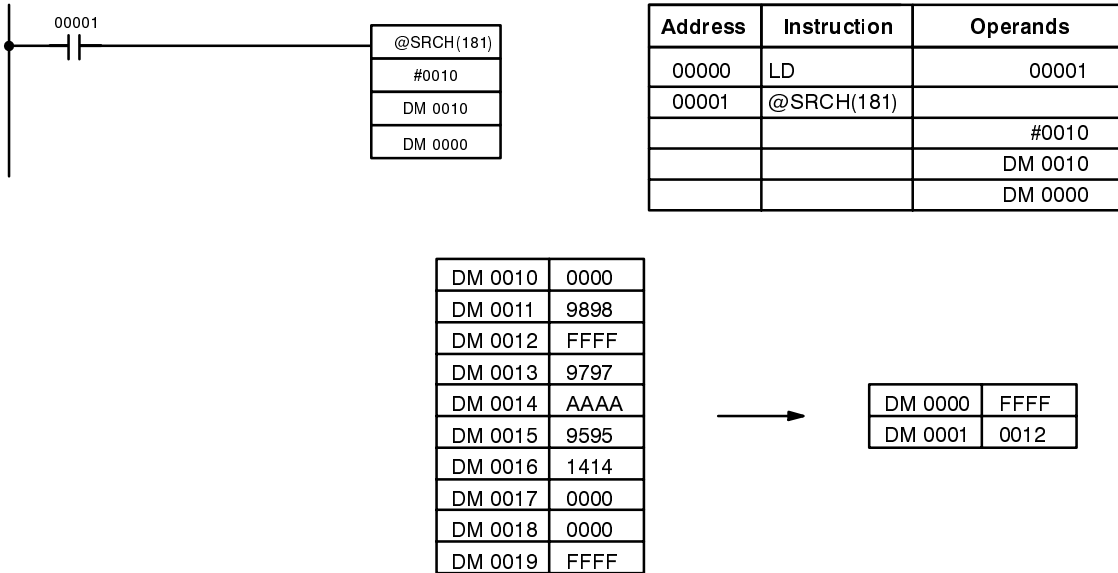 00001
@SRCH(181)
#0010
DM 0010
DM 0000
Address Instruction Operands
00000 LD 00001
00001 @SRCH(181)
#0010
DM 0010
DM 0000
DM 0010 0000
DM 0011 9898
DM 0012 FFFF
DM 0013 9797
DM 0014 AAAA
DM 0015 9595
DM 0016 1414
DM 0017 0000
DM 0018 0000
DM 0019 FFFF
DM 0000 FFFF
DM 0001 0012